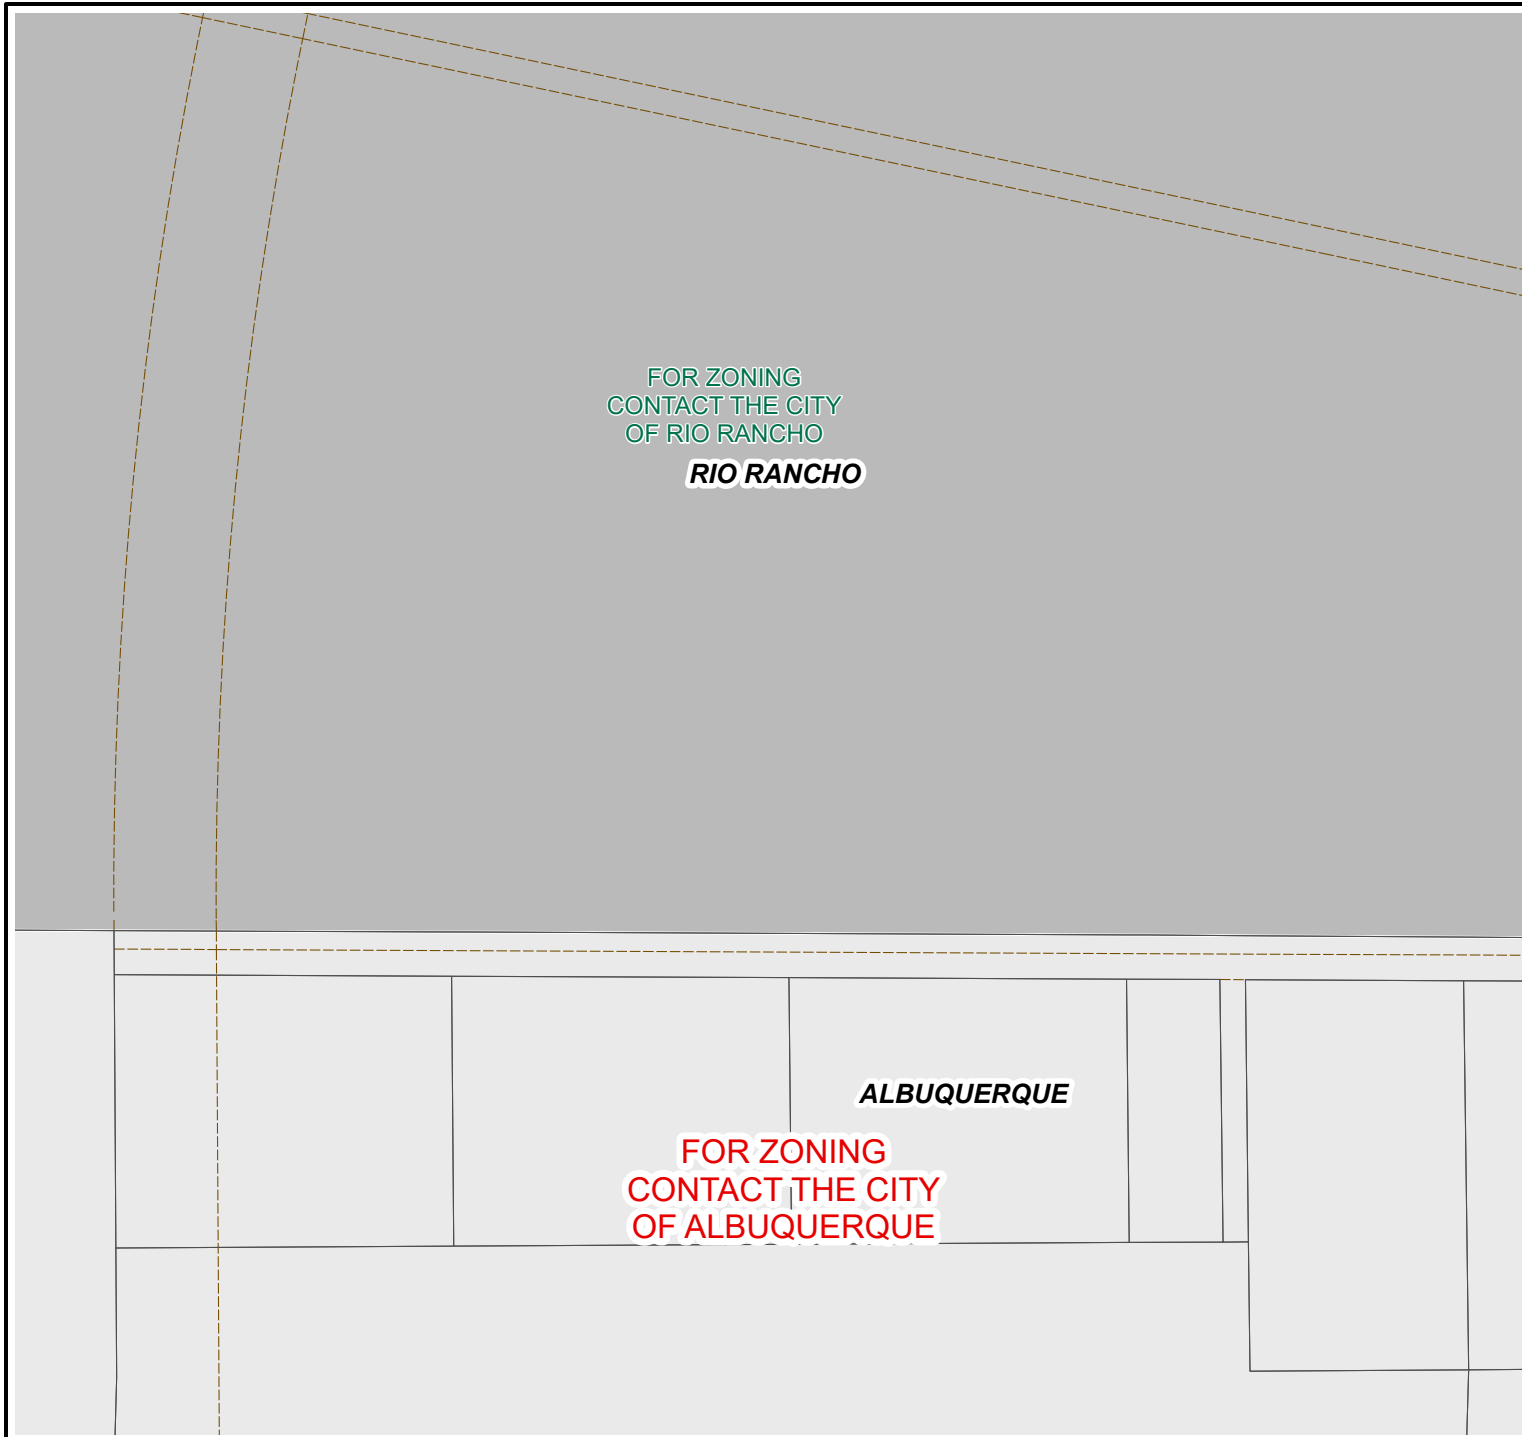 FOR ZONING
CONTACT THE CITY
OF RIO RANCHO
RIO RANCHO
ALBUQUERQUE
FOR ZONING
CONTACT THE CITY
OF ALBUQUERQUE